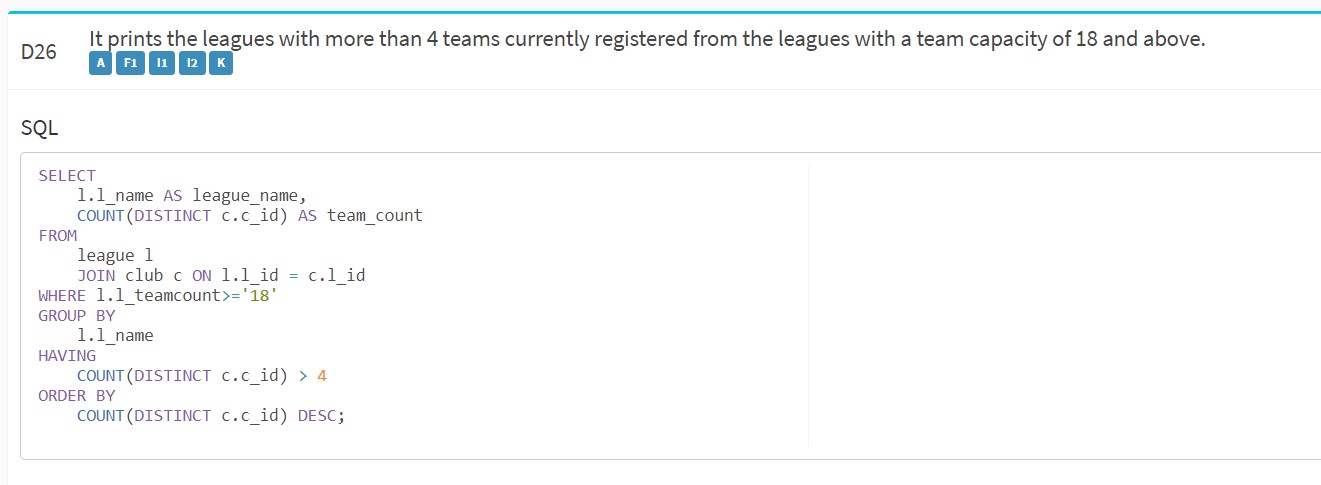 D26
It prints the leagues with more than 4 teams currently registered from the leagues with a team capacity of 18 and above.
A F1 I1 I2 K
SQL
SELECT
    l.l_name AS league_name,
    COUNT(DISTINCT c.c_id) AS team_count
FROM
    league l
    JOIN club c ON l.l_id = c.l_id
WHERE l.l_teamcount>='18'
GROUP BY
    l.l_name
HAVING
    COUNT(DISTINCT c.c_id) > 4
ORDER BY
    COUNT(DISTINCT c.c_id) DESC;